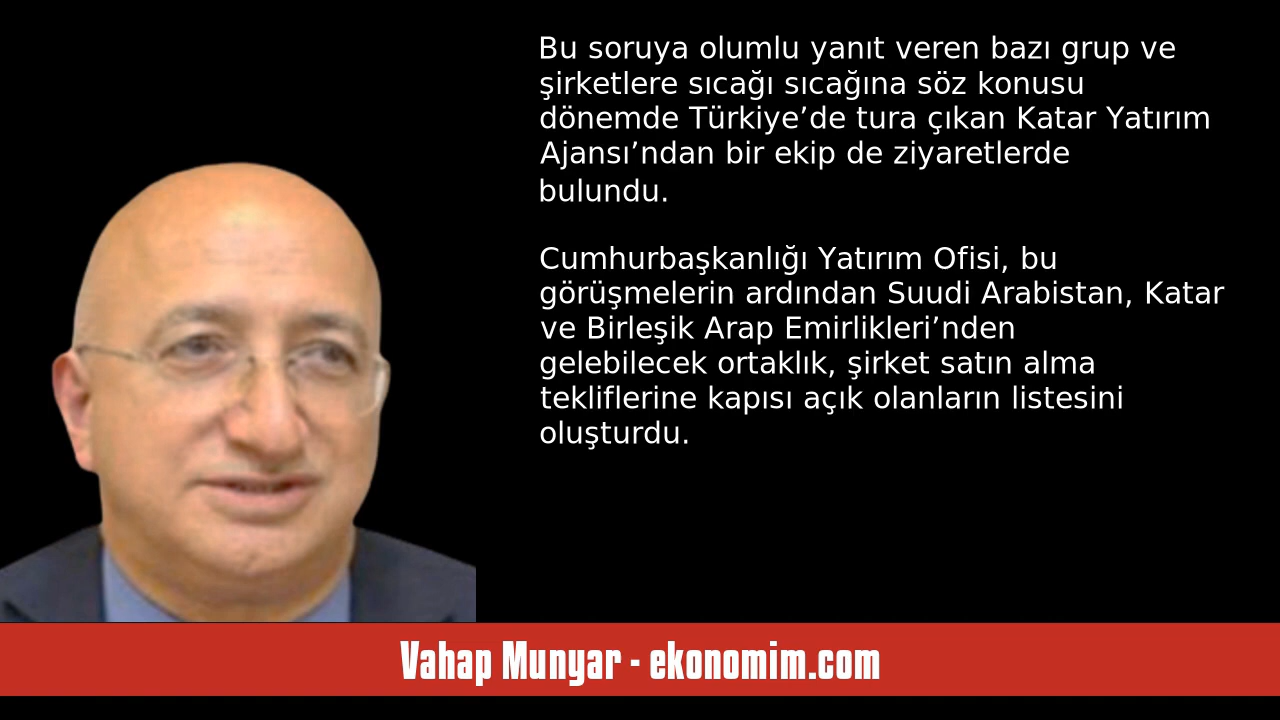 Bu soruya olumlu yanıt veren bazı grup ve
şirketlere sıcağı sıcağına söz konusu
dönemde Türkiye’de tura çıkan Katar Yatırım
Ajansı’ndan bir ekip de ziyaretlerde
bulundu.
Cumhurbaşkanlığı Yatırım Ofisi, bu
görüşmelerin ardından Suudi Arabistan, Katar
ve Birleşik Arap Emirlikleri’nden
gelebilecek ortaklık, şirket satın alma
tekliflerine kapısı açık olanların listesini
oluşturdu.
Vahap Munyar - ekonomim.com